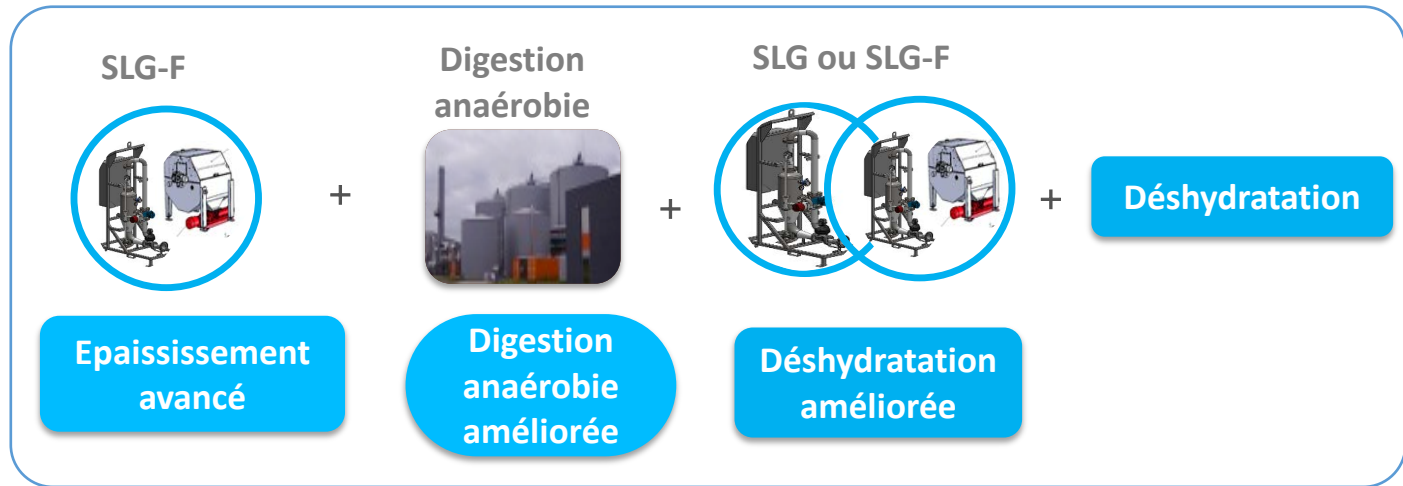 SLG-F
+
Digestion
anaérobie
+
SLG ou SLG-F
+
Déshydratation
Epaississement
avancé
Digestion
anaérobie
améliorée
Déshydratation
améliorée